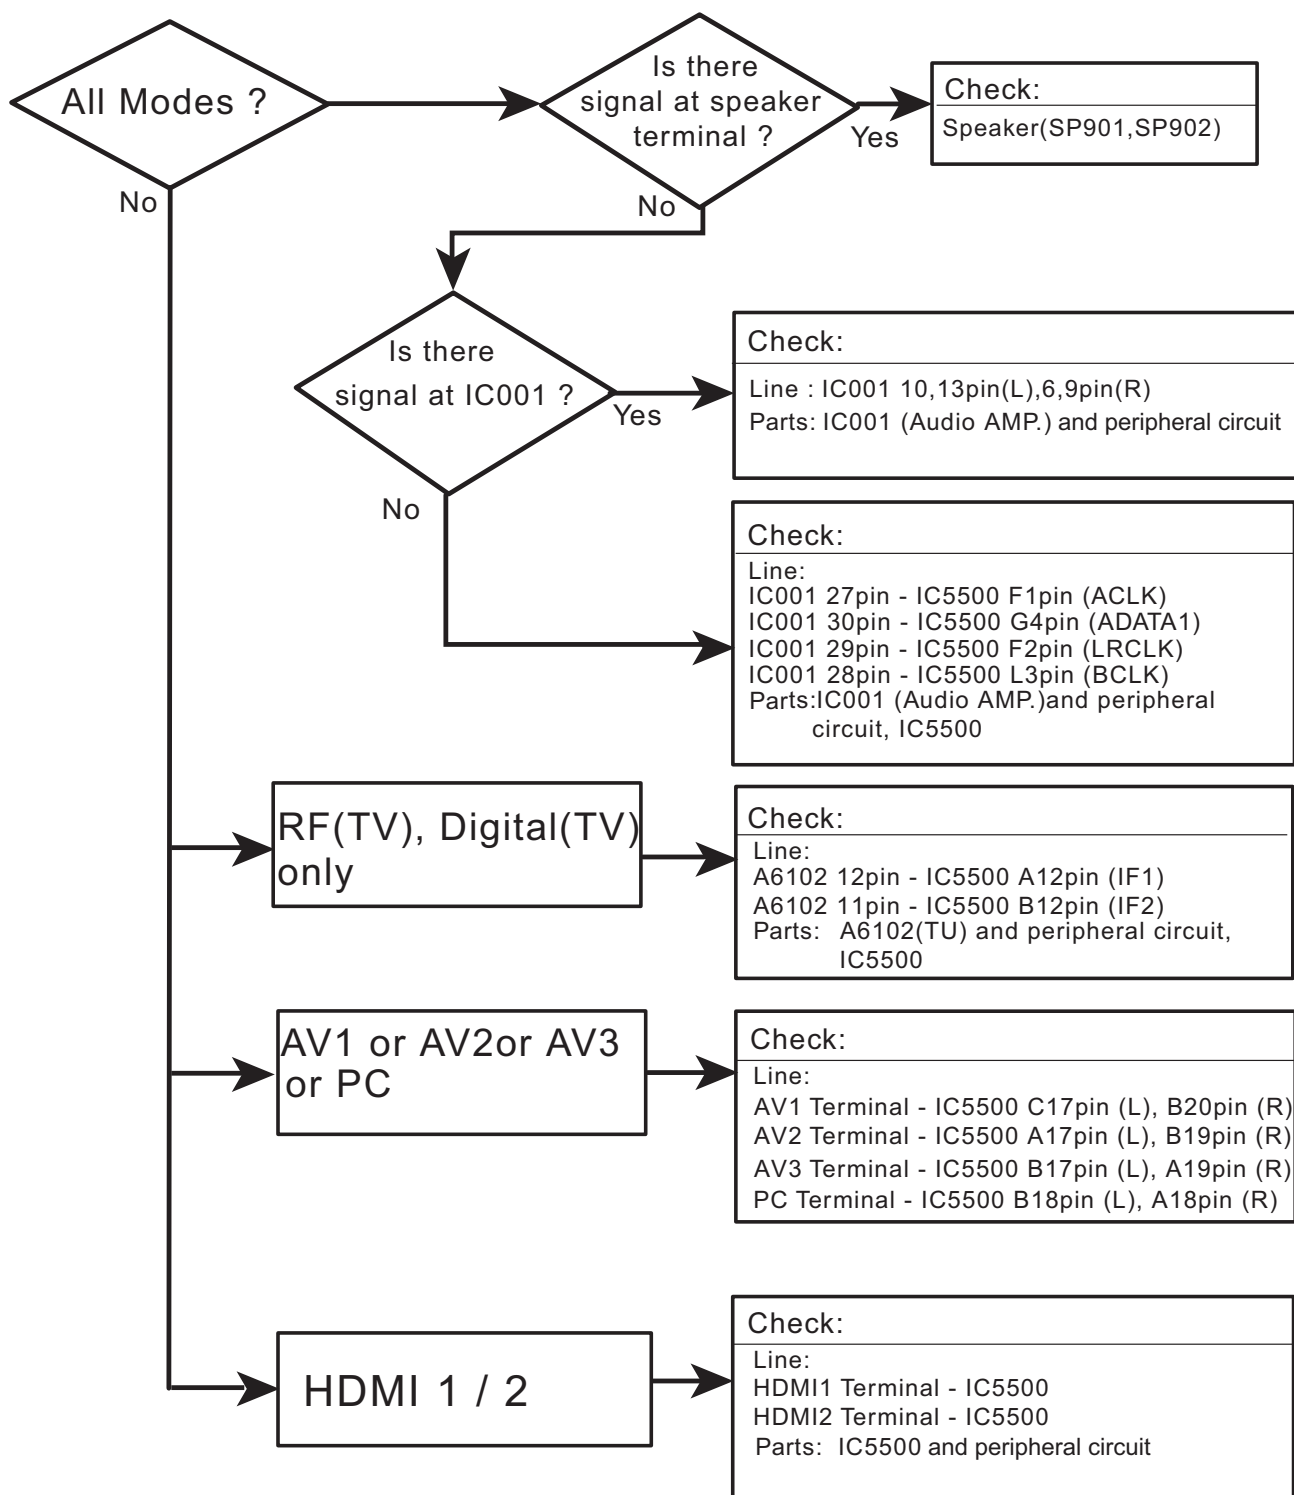 All Modes ?
No
Is there
signal at speaker
terminal ?
Yes
No
Check:
Speaker(SP901,SP902)
Is there
signal at IC001 ?
Yes
No
Check:
Line : IC001 10,13pin(L),6,9pin(R)
Parts: IC001 (Audio AMP.) and peripheral circuit
Check:
Line:
IC001 27pin - IC5500 F1pin (ACLK)
IC001 30pin - IC5500 G4pin (ADATA1)
IC001 29pin - IC5500 F2pin (LRCLK)
IC001 28pin - IC5500 L3pin (BCLK)
Parts:IC001 (Audio AMP.)and peripheral
circuit, IC5500
RF(TV), Digital(TV)
only
Check:
Line:
A6102 12pin - IC5500 A12pin (IF1)
A6102 11pin - IC5500 B12pin (IF2)
Parts: A6102(TU) and peripheral circuit,
IC5500
AV1 or AV2or AV3
or PC
Check:
Line:
AV1 Terminal - IC5500 C17pin (L), B20pin (R)
AV2 Terminal - IC5500 A17pin (L), B19pin (R)
AV3 Terminal - IC5500 B17pin (L), A19pin (R)
PC Terminal - IC5500 B18pin (L), A18pin (R)
HDMI 1 / 2
Check:
Line:
HDMI1 Terminal - IC5500
HDMI2 Terminal - IC5500
Parts: IC5500 and peripheral circuit